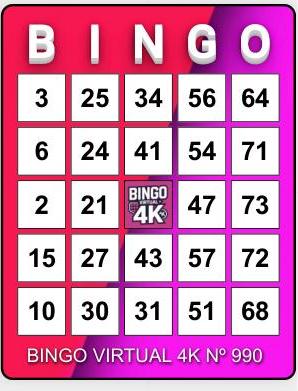 B I N G O
3 25 34 56 64
6 24 41 54 71
2 21 BINGO VIRTUAL 4K 47 73
15 27 43 57 72
10 30 31 51 68
BINGO VIRTUAL 4K Nº 990